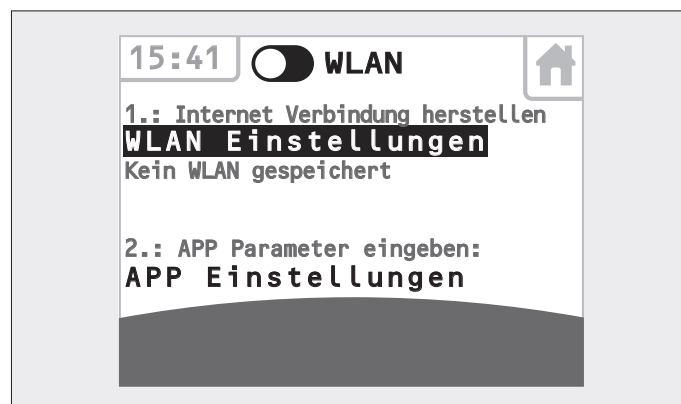 15:41 WLAN
1.: Internet Verbindung herstellen
WLAN Einstellungen
Kein WLAN gespeichert
2.: APP Parameter eingeben:
APP Einstellungen